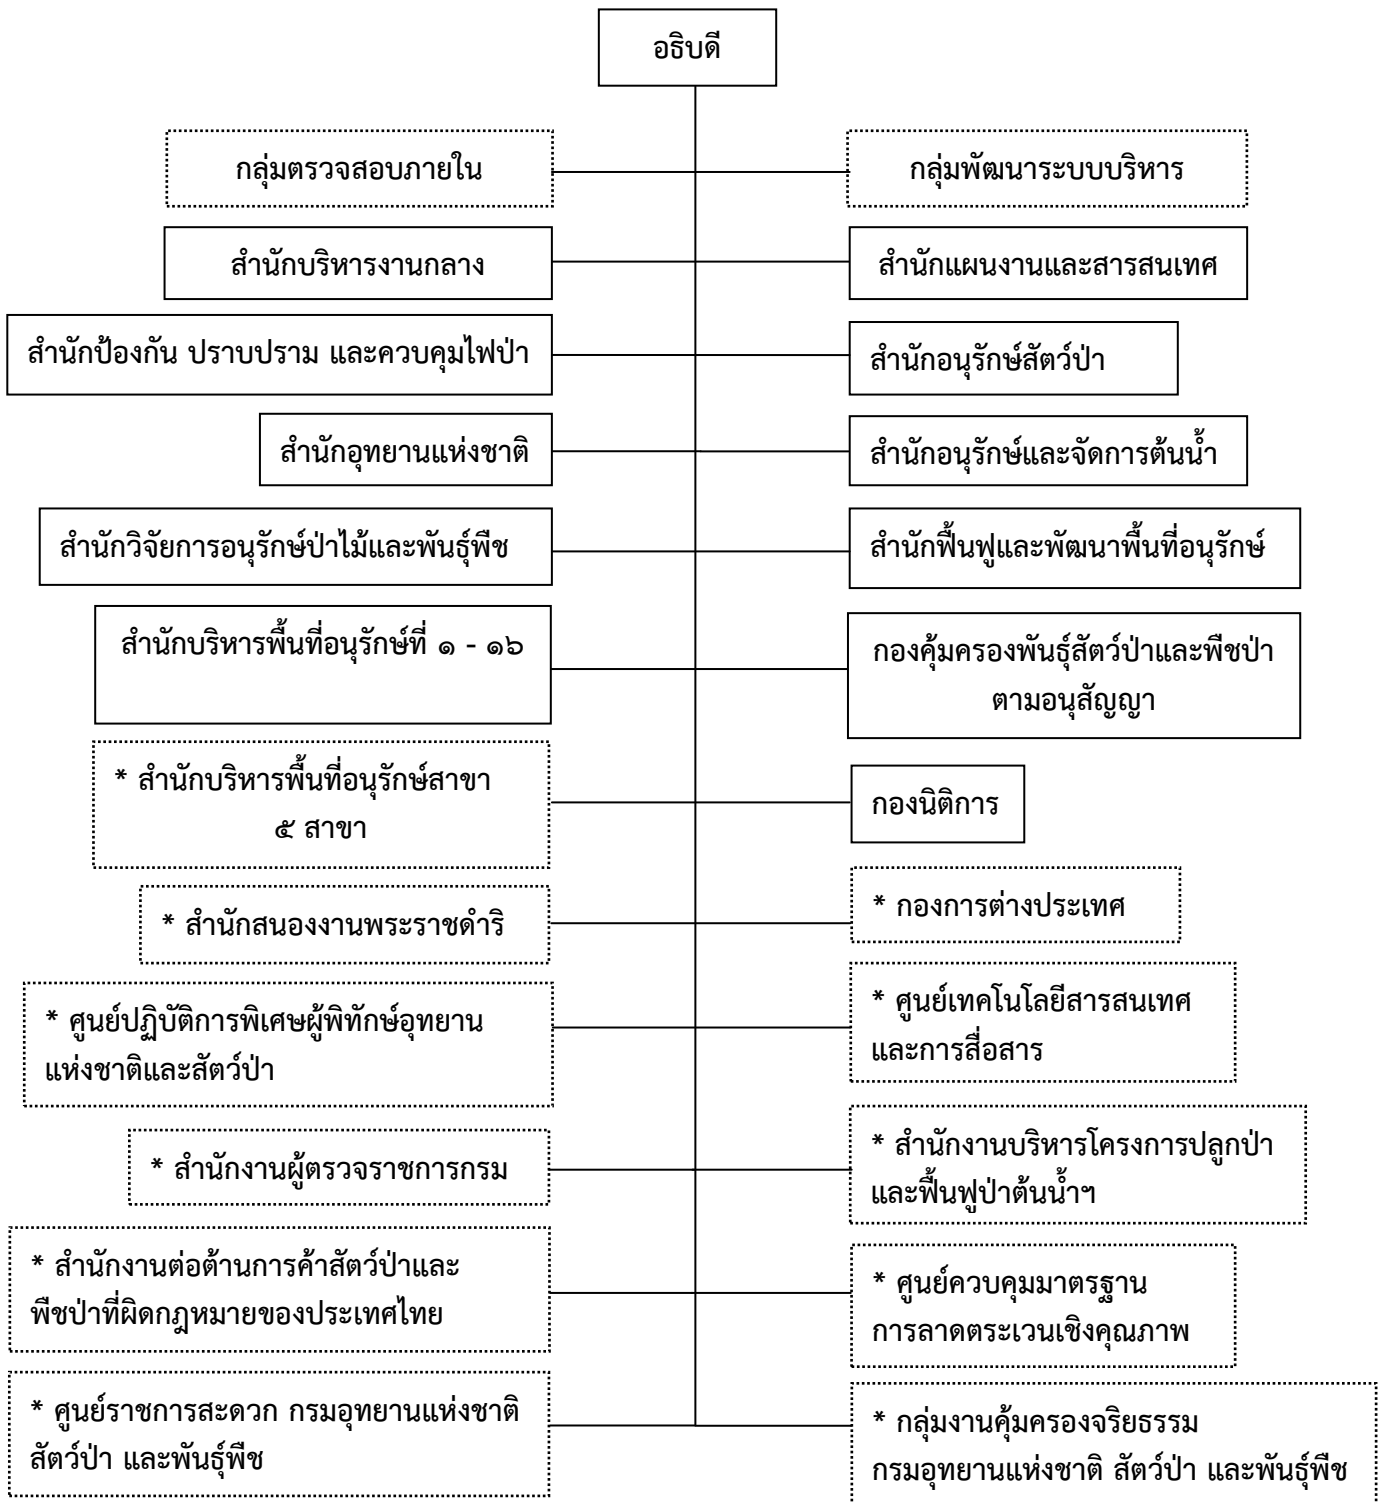 อธิบดี
กลุ่มตรวจสอบภายใน
กลุ่มพัฒนาระบบบริหาร
สำนักบริหารงานกลาง
สำนักแผนงานและสารสนเทศ
สำนักป้องกัน ปราบปราม และควบคุมไฟป่า
สำนักอนุรักษ์สัตว์ป่า
สำนักอุทยานแห่งชาติ
สำนักอนุรักษ์และจัดการต้นน้ำ
สำนักวิจัยการอนุรักษ์ป่าไม้และพันธุ์พืช
สำนักฟื้นฟูและพัฒนาพื้นที่อนุรักษ์
สำนักบริหารพื้นที่อนุรักษ์ที่ ๑ - ๑๖
กองคุ้มครองพันธุ์สัตว์ป่าและพืชป่า
ตามอนุสัญญา
* สำนักบริหารพื้นที่อนุรักษ์สาขา
๕ สาขา
กองนิติการ
* สำนักสนองงานพระราชดำริ
* กองการต่างประเทศ
* ศูนย์ปฏิบัติการพิเศษผู้พิทักษ์อุทยาน
แห่งชาติและสัตว์ป่า
* ศูนย์เทคโนโลยีสารสนเทศ
และการสื่อสาร
* สำนักงานผู้ตรวจราชการกรม
* สำนักงานบริหารโครงการปลูกป่า
และฟื้นฟูป่าต้นน้ำฯ
* สำนักงานต่อต้านการค้าสัตว์ป่าและ
พืชป่าที่ผิดกฎหมายของประเทศไทย
* ศูนย์ควบคุมมาตรฐาน
การลาดตระเวนเชิงคุณภาพ
* ศูนย์ราชการสะดวก กรมอุทยานแห่งชาติ
สัตว์ป่า และพันธุ์พืช
* กลุ่มงานคุ้มครองจริยธรรม
กรมอุทยานแห่งชาติ สัตว์ป่า และพันธุ์พืช